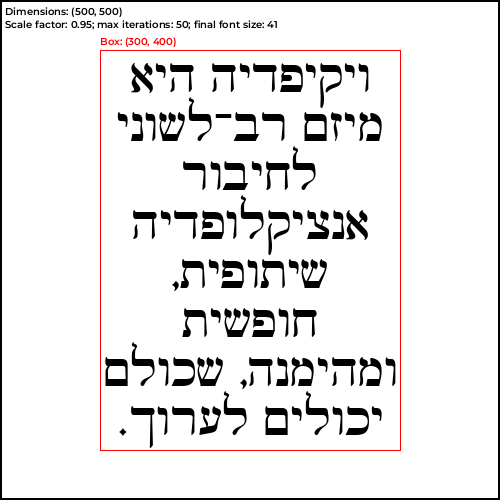 Dimensions: (500, 500)
Scale factor: 0.95; max iterations: 50; final font size: 41
Box: (300, 400)
ויקיפדיה היא
מיזם רב־לשוני
לחיבור
אנציקלופדיה
שיתופית,
חופשית
ומהימנה, שכולם
יכולים לערוך.